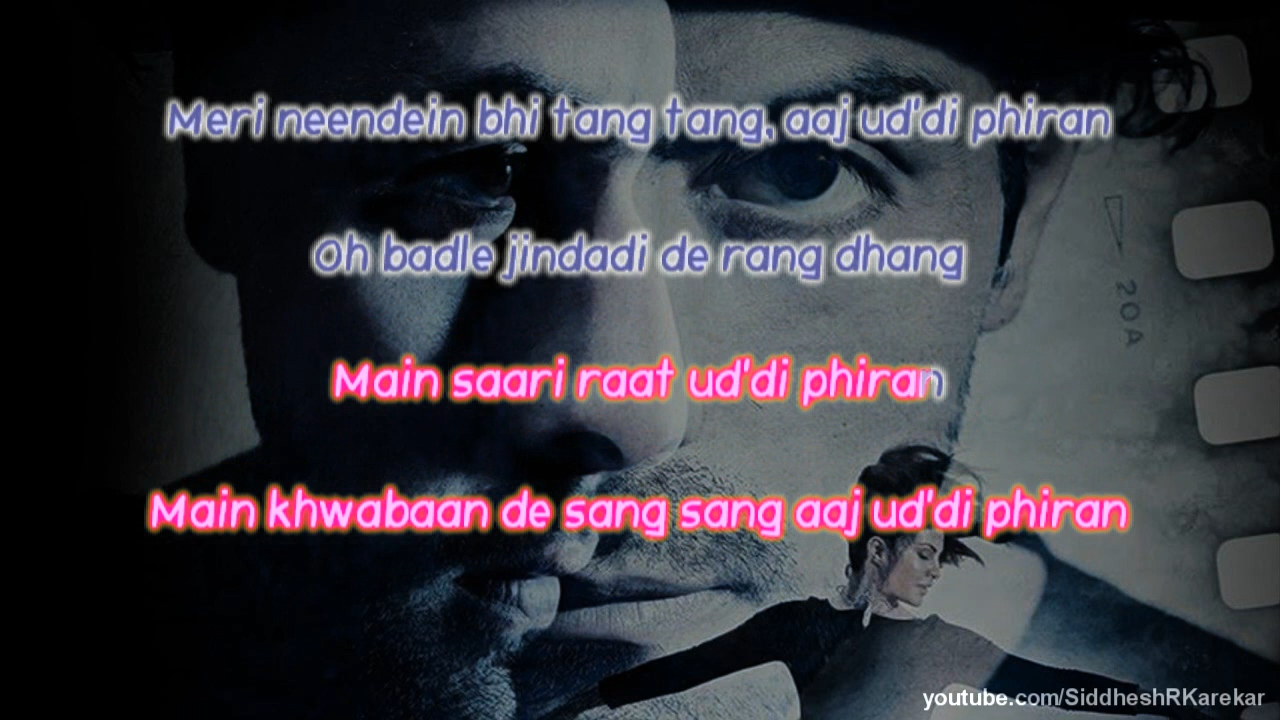 Meri neendein bhi tang tang, aaj ud'di phiran
Oh badle jindadi de rang dhang
Main saari raat ud'di phiran
Main khwabaan de sang sang aaj ud'di phiran
20A
youtube.com/SiddheshRKarekar